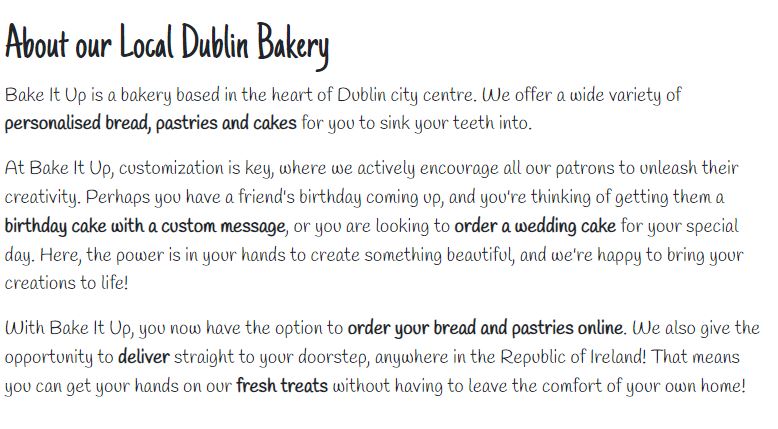 About our Local Dublin Bakery
Bake It Up is a bakery based in the heart of Dublin city centre. We offer a wide variety of
personalised bread, pastries and cakes for you to sink your teeth into.
At Bake It Up, customization is key, where we actively encourage all our patrons to unleash their
creativity. Perhaps you have a friend's birthday coming up, and you're thinking of getting them a
birthday cake with a custom message, or you are looking to order a wedding cake for your special
day. Here, the power is in your hands to create something beautiful, and we're happy to bring your
creations to life!
With Bake It Up, you now have the option to order your bread and pastries online. We also give the
opportunity to deliver straight to your doorstep, anywhere in the Republic of Ireland! That means
you can get your hands on our fresh treats without having to leave the comfort of your own home!